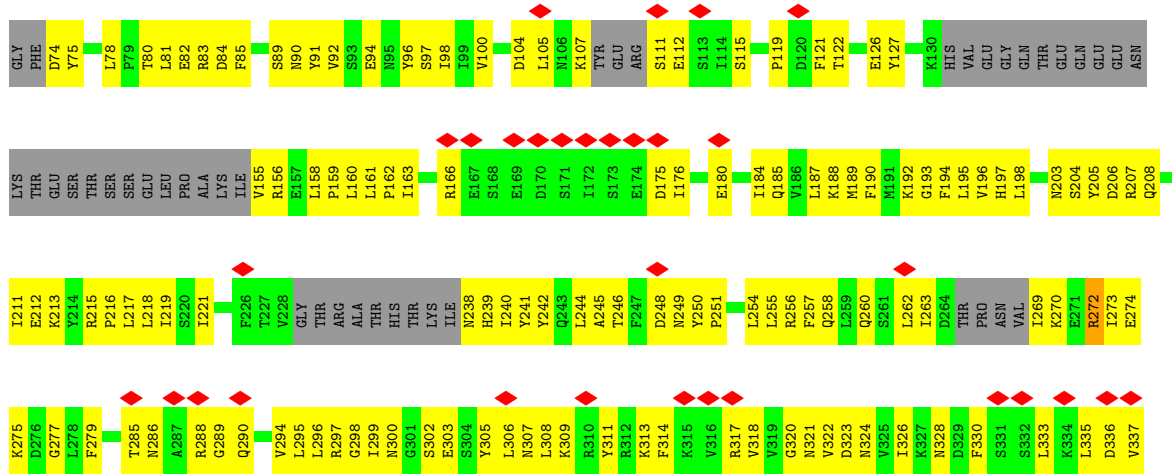 GLY PHE D74 Y75 L78 P79 T80 L81 E82 R83 D84 F85 S89 N90 Y91 V92 S93 E94 N95 Y96 S97 I98 I99 V100 D104 L105 N106 K107 TYR GLU ARG S111 E112 S113 I114 S115 P119 D120 F121 T122 E126 Y127 K130 HIS VAL GLU GLY GLN THR GLU GLN GLU GLU ASN
LYS THR GLU SER THR SER SER GLU LEU PRO ALA LYS ILE V155 R156 E157 L158 P159 L160 L161 P162 I163 R166 E167 S168 E169 D170 S171 I172 S173 E174 D175 I176 E180 I184 Q185 V186 L187 K188 M189 F190 M191 K192 G193 F194 L195 V196 H197 L198 N203 S204 Y205 D206 R207 Q208
I211 E212 K213 Y214 R215 P216 L217 L218 I219 S220 I221 F226 T227 V228 GLY THR ARG ALA THR HIS THR LYS ILE N238 H239 I240 Y241 Y242 Q243 L244 A245 T246 F247 D248 N249 Y250 P251 L254 L255 R256 F257 Q258 L259 Q260 S261 L262 I263 D264 THR PRO ASN VAL I269 K270 E271 R272 I273 E274
K275 D276 G277 L278 F279 T285 N286 A287 R288 G289 Q290 V294 L295 L296 R297 G298 I299 N300 G301 S302 E303 S304 Y305 L306 N307 L308 K309 R310 Y311 R312 K313 F314 K315 V316 R317 V318 V319 G320 N321 V322 D323 N324 V325 I326 K327 N328 D329 F330 S331 S332 L333 K334 L335 D336 V337